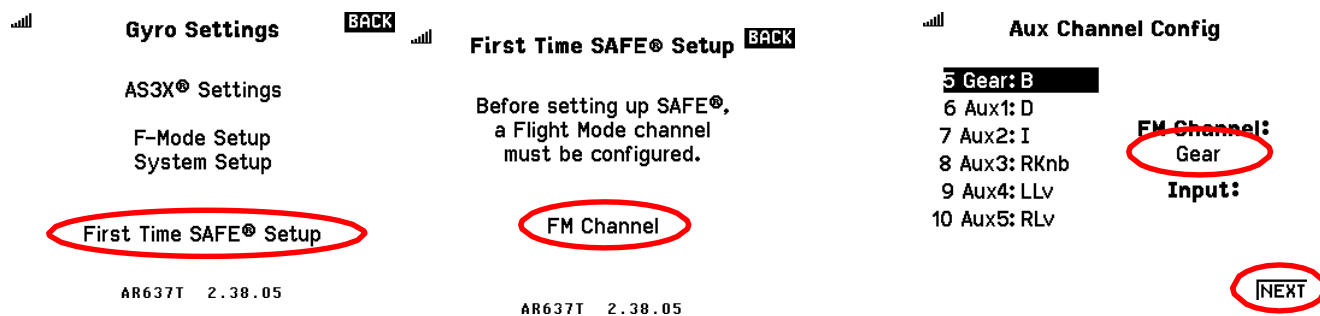 Gyro Settings
BACK
AS3X® Settings
F-Mode Setup
System Setup
First Time SAFE® Setup
AR637T 2.38.05
First Time SAFE® Setup
BACK
Before setting up SAFE®,
a Flight Mode channel
must be configured.
FM Channel
AR637T 2.38.05
Aux Channel Config
5 Gear: B
6 Aux1: D
7 Aux2: I
8 Aux3: RKnb
9 Aux4: LLv
10 Aux5: RLv
FM Channel:
Gear
Input:
NEXT